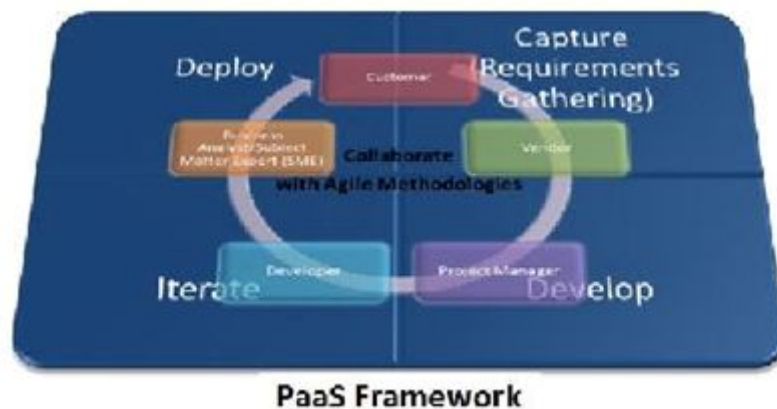 Deploy
Capture
(Requirements
Gathering)
Customer
Business
Analyst/Subject
Matter Expert (SME)
Vendor
Collaborate
with Agile Methodologies
Developer
Project Manager
Iterate
Develop
PaaS Framework